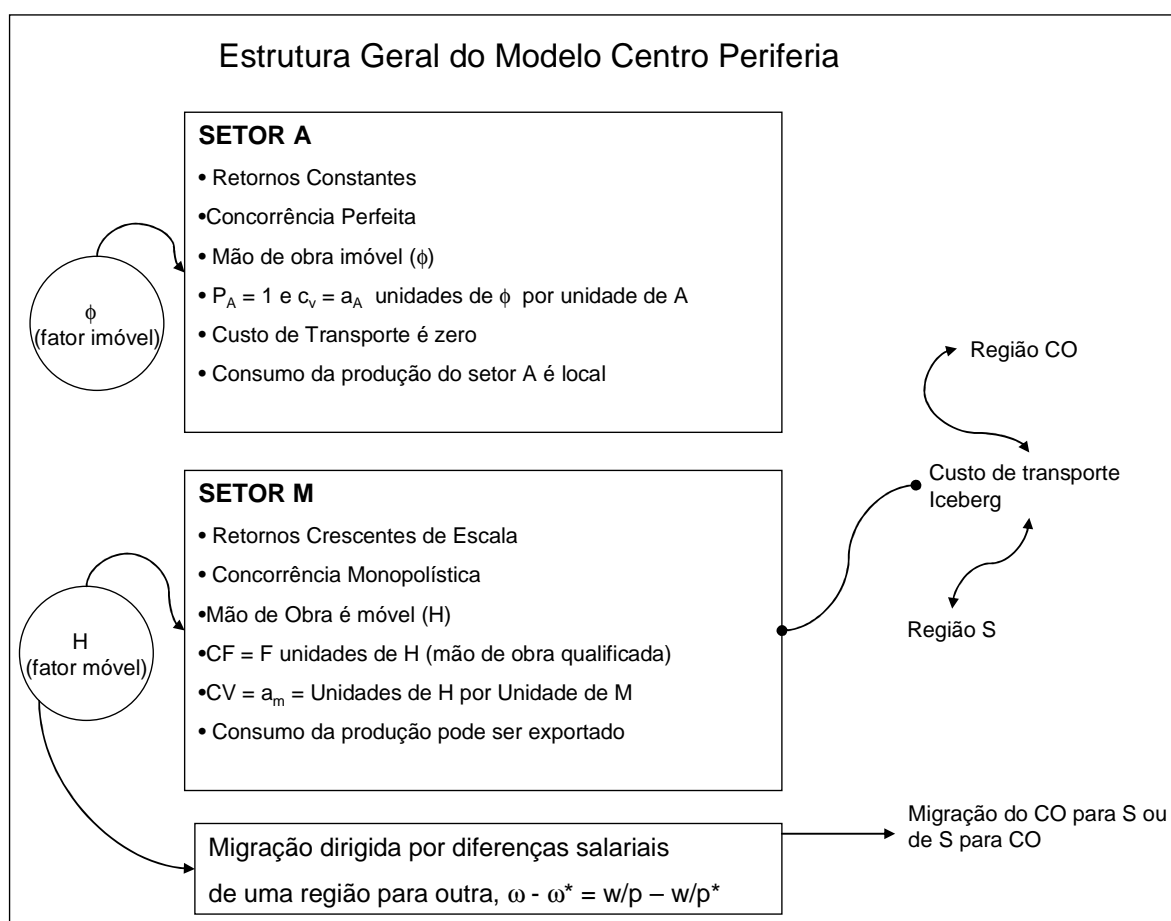 Estrutura Geral do Modelo Centro Periferia
SETOR A
• Retornos Constantes
•Concorrência Perfeita
• Mão de obra imóvel (ϕ)
• P_A = 1 e c_v = a_A unidades de ϕ por unidade de A
• Custo de Transporte é zero
• Consumo da produção do setor A é local
ϕ
(fator imóvel)
SETOR M
• Retornos Crescentes de Escala
• Concorrência Monopolística
•Mão de Obra é móvel (H)
• CF = F unidades de H (mão de obra qualificada)
•CV = a_m = Unidades de H por Unidade de M
• Consumo da produção pode ser exportado
H
(fator móvel)
Região CO
Custo de transporte
Iceberg
Região S
Migração dirigida por diferenças salariais
de uma região para outra, ω - ω* = w/p – w/p*
Migração do CO para S ou
de S para CO